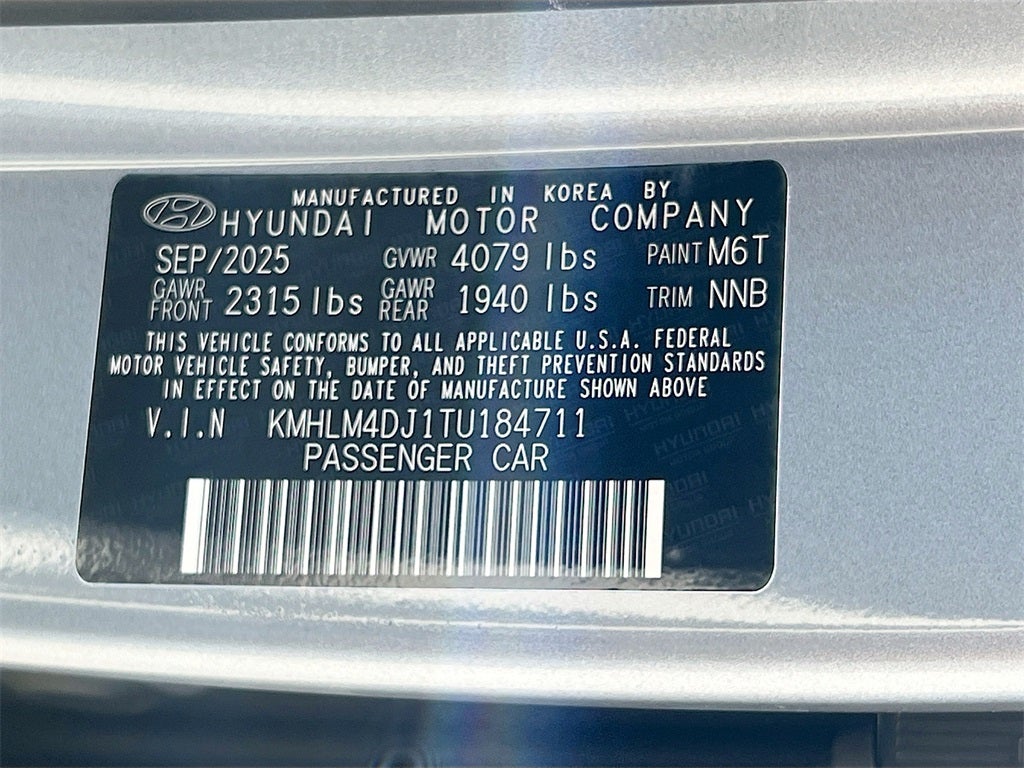 MANUFACTURED IN KOREA BY
HYUNDAI MOTOR COMPANY
SEP/2025 GVWR 4079 lbs PAINT M6T
GAWR FRONT 2315 lbs GAWR REAR 1940 lbs TRIM NNB
THIS VEHICLE CONFORMS TO ALL APPLICABLE U.S.A. FEDERAL
MOTOR VEHICLE SAFETY, BUMPER, AND THEFT PREVENTION STANDARDS
IN EFFECT ON THE DATE OF MANUFACTURE SHOWN ABOVE
V.I.N KMHLM4DJ1TU184711
PASSENGER CAR